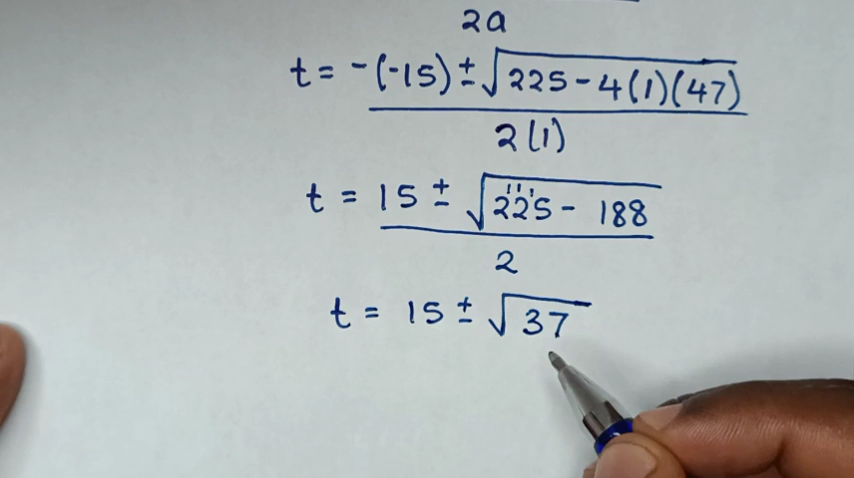 2a
t = -(-15) ± √225 - 4(1)(47)
2(1)
t = 15 ± √225 - 188
2
t = 15 ± √37